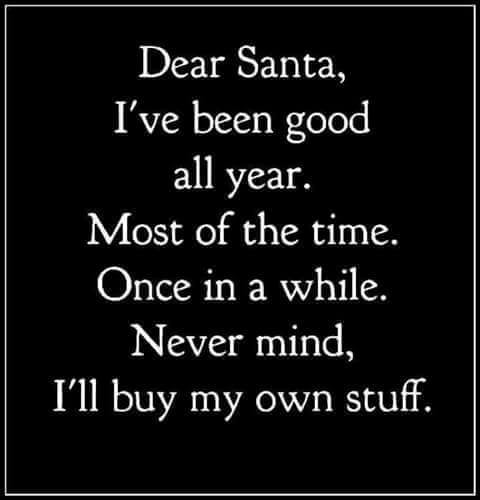 Dear Santa,
I've been good
all year.
Most of the time.
Once in a while.
Never mind,
I'll buy my own stuff.